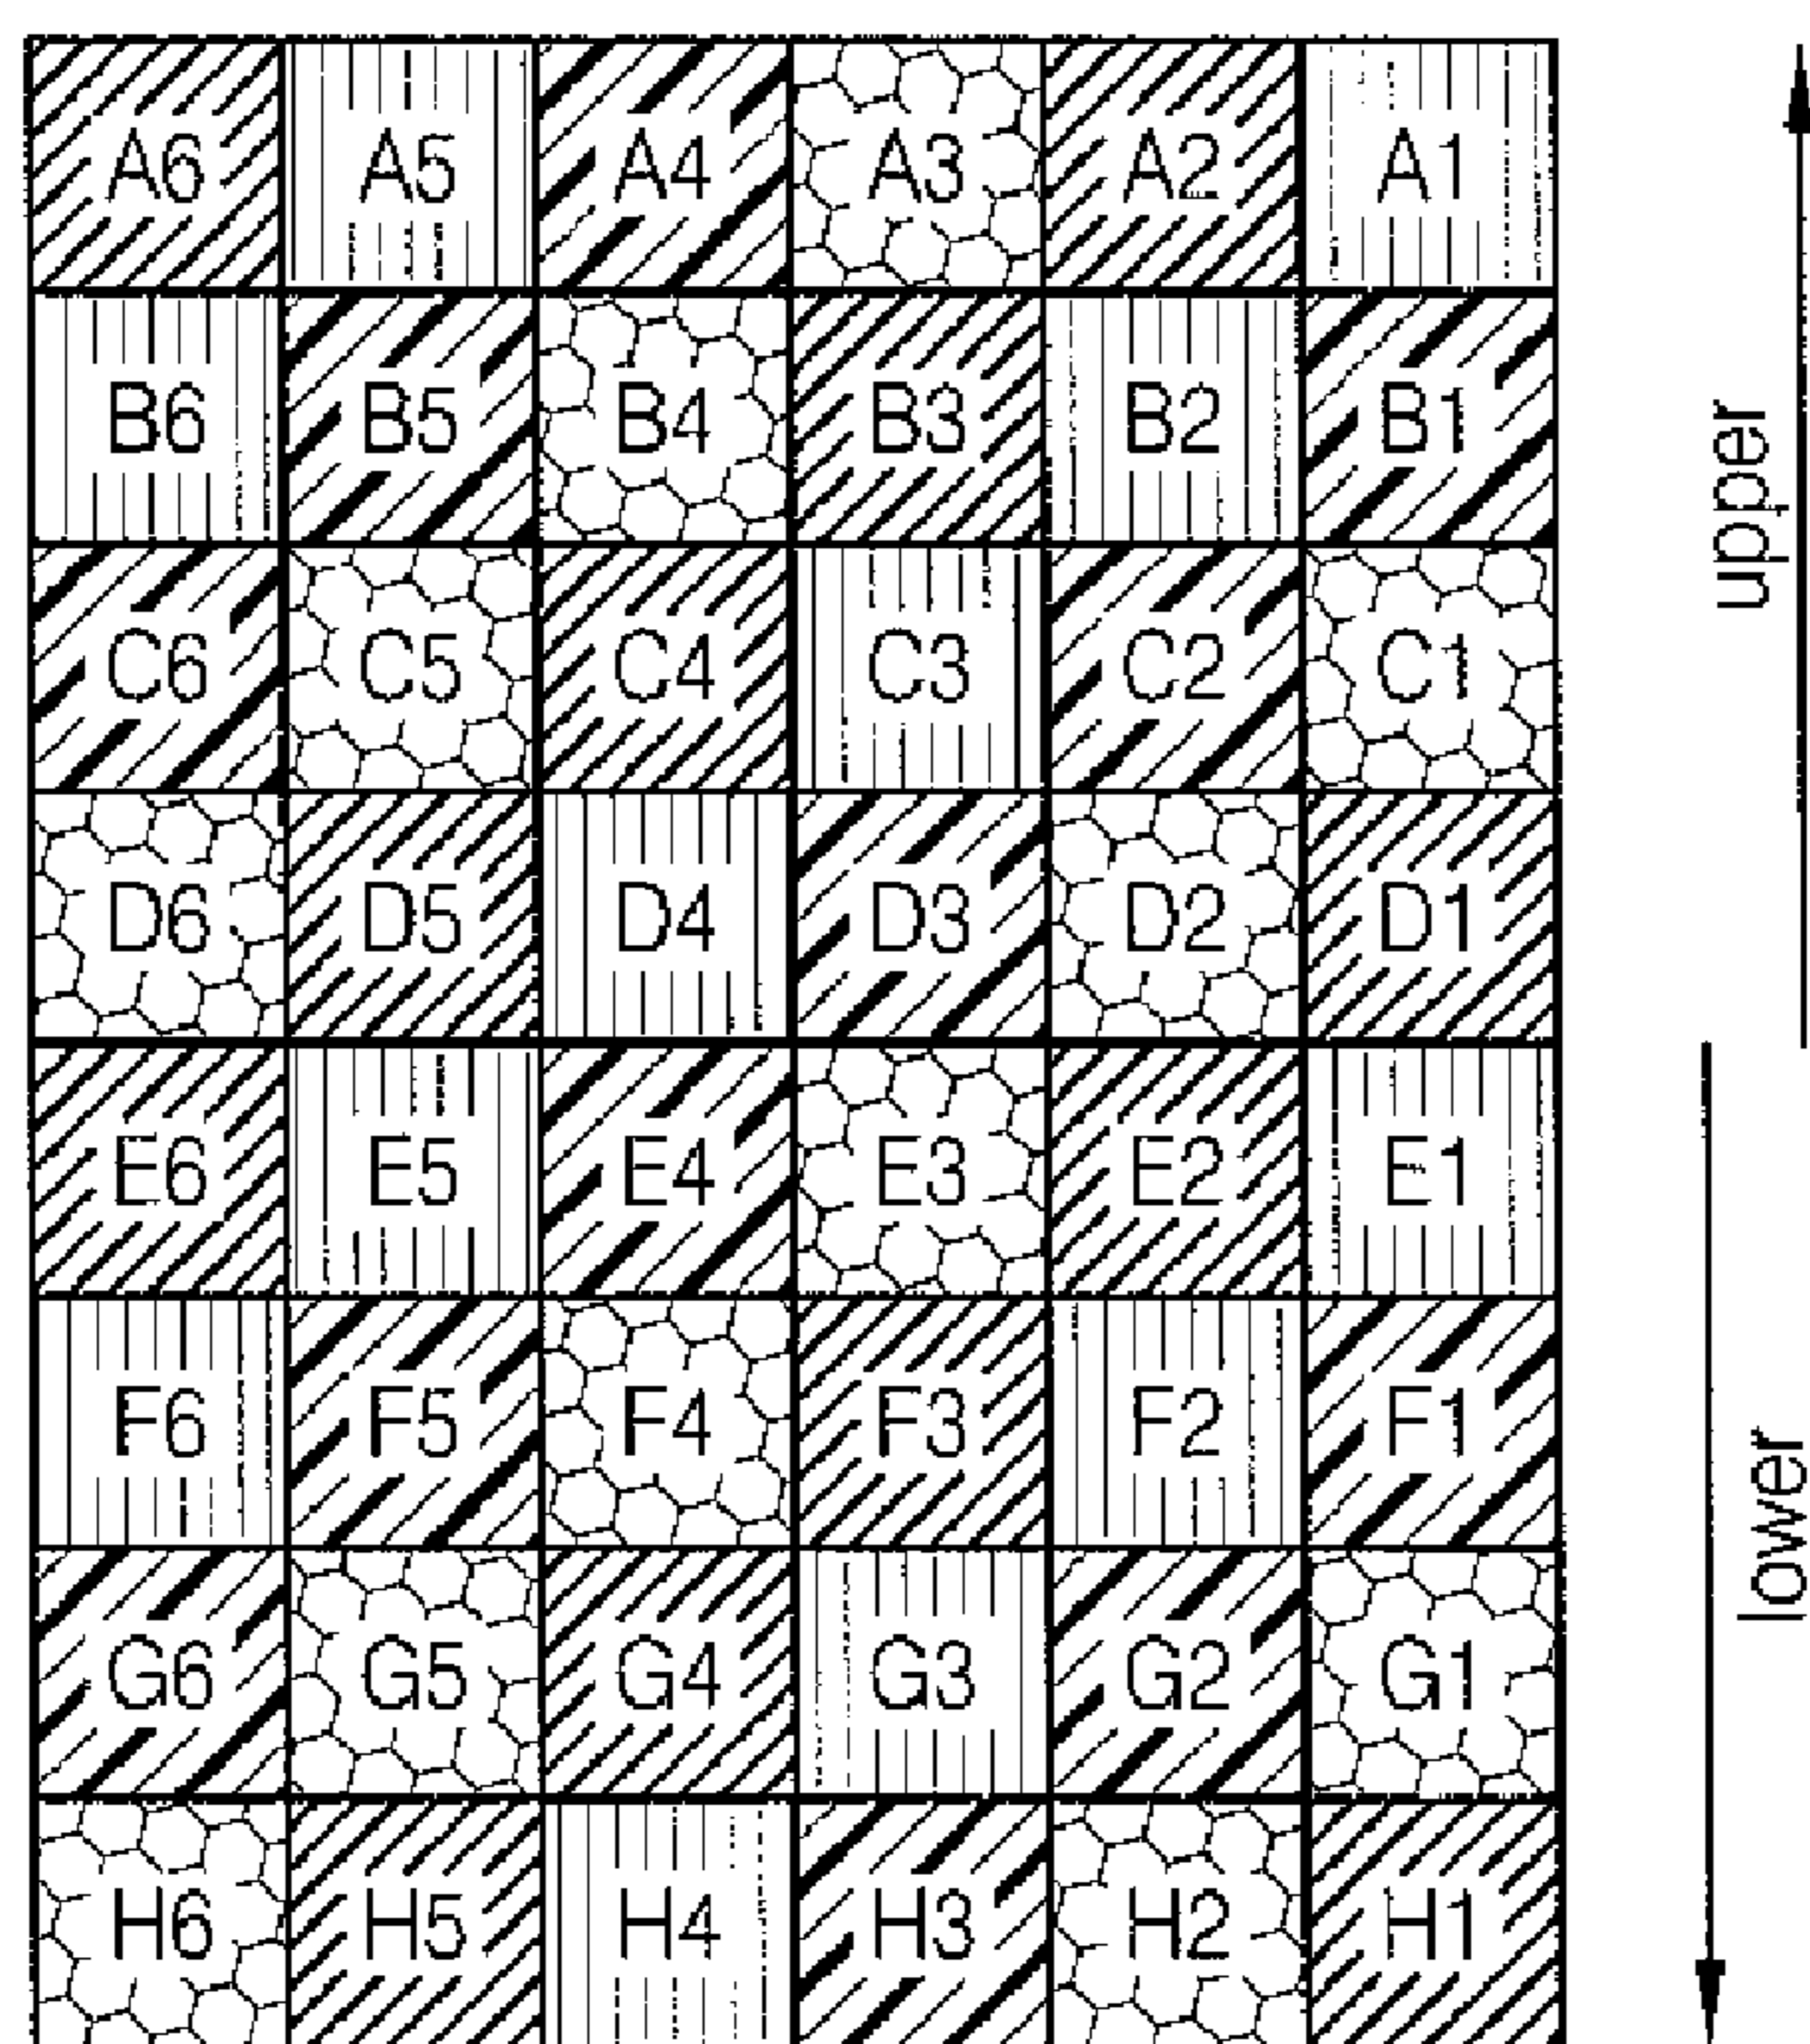 A6 A5 A4 A3 A2 A1
B6 B5 B4 B3 B2 B1
C6 C5 C4 C3 C2 C1
D6 D5 D4 D3 D2 D1
E6 E5 E4 E3 E2 E1
F6 F5 F4 F3 F2 F1
G6 G5 G4 G3 G2 G1
H6 H5 H4 H3 H2 H1
upper
lower